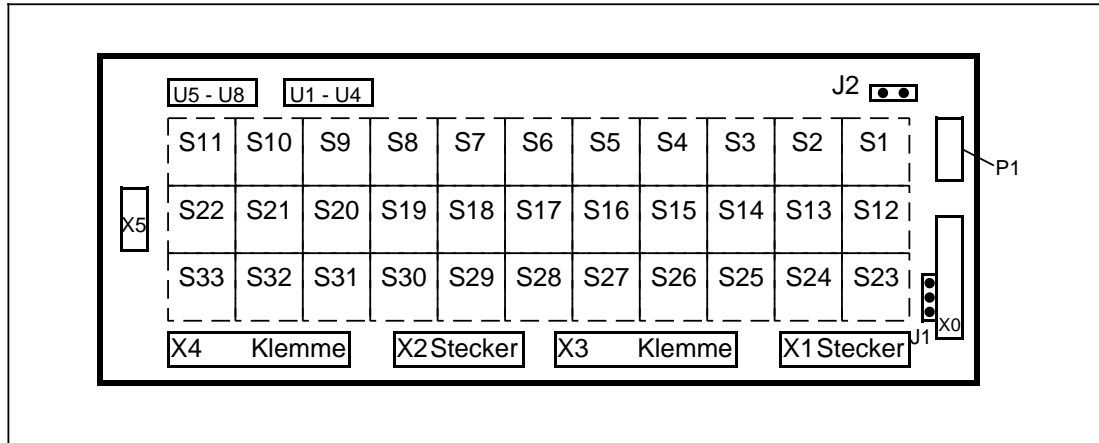 U5 - U8 U1 - U4 J2
S11 S10 S9 S8 S7 S6 S5 S4 S3 S2 S1
P1
X5 S22 S21 S20 S19 S18 S17 S16 S15 S14 S13 S12
S33 S32 S31 S30 S29 S28 S27 S26 S25 S24 S23
X0
J1
X4 Klemme X2 Stecker X3 Klemme X1 Stecker